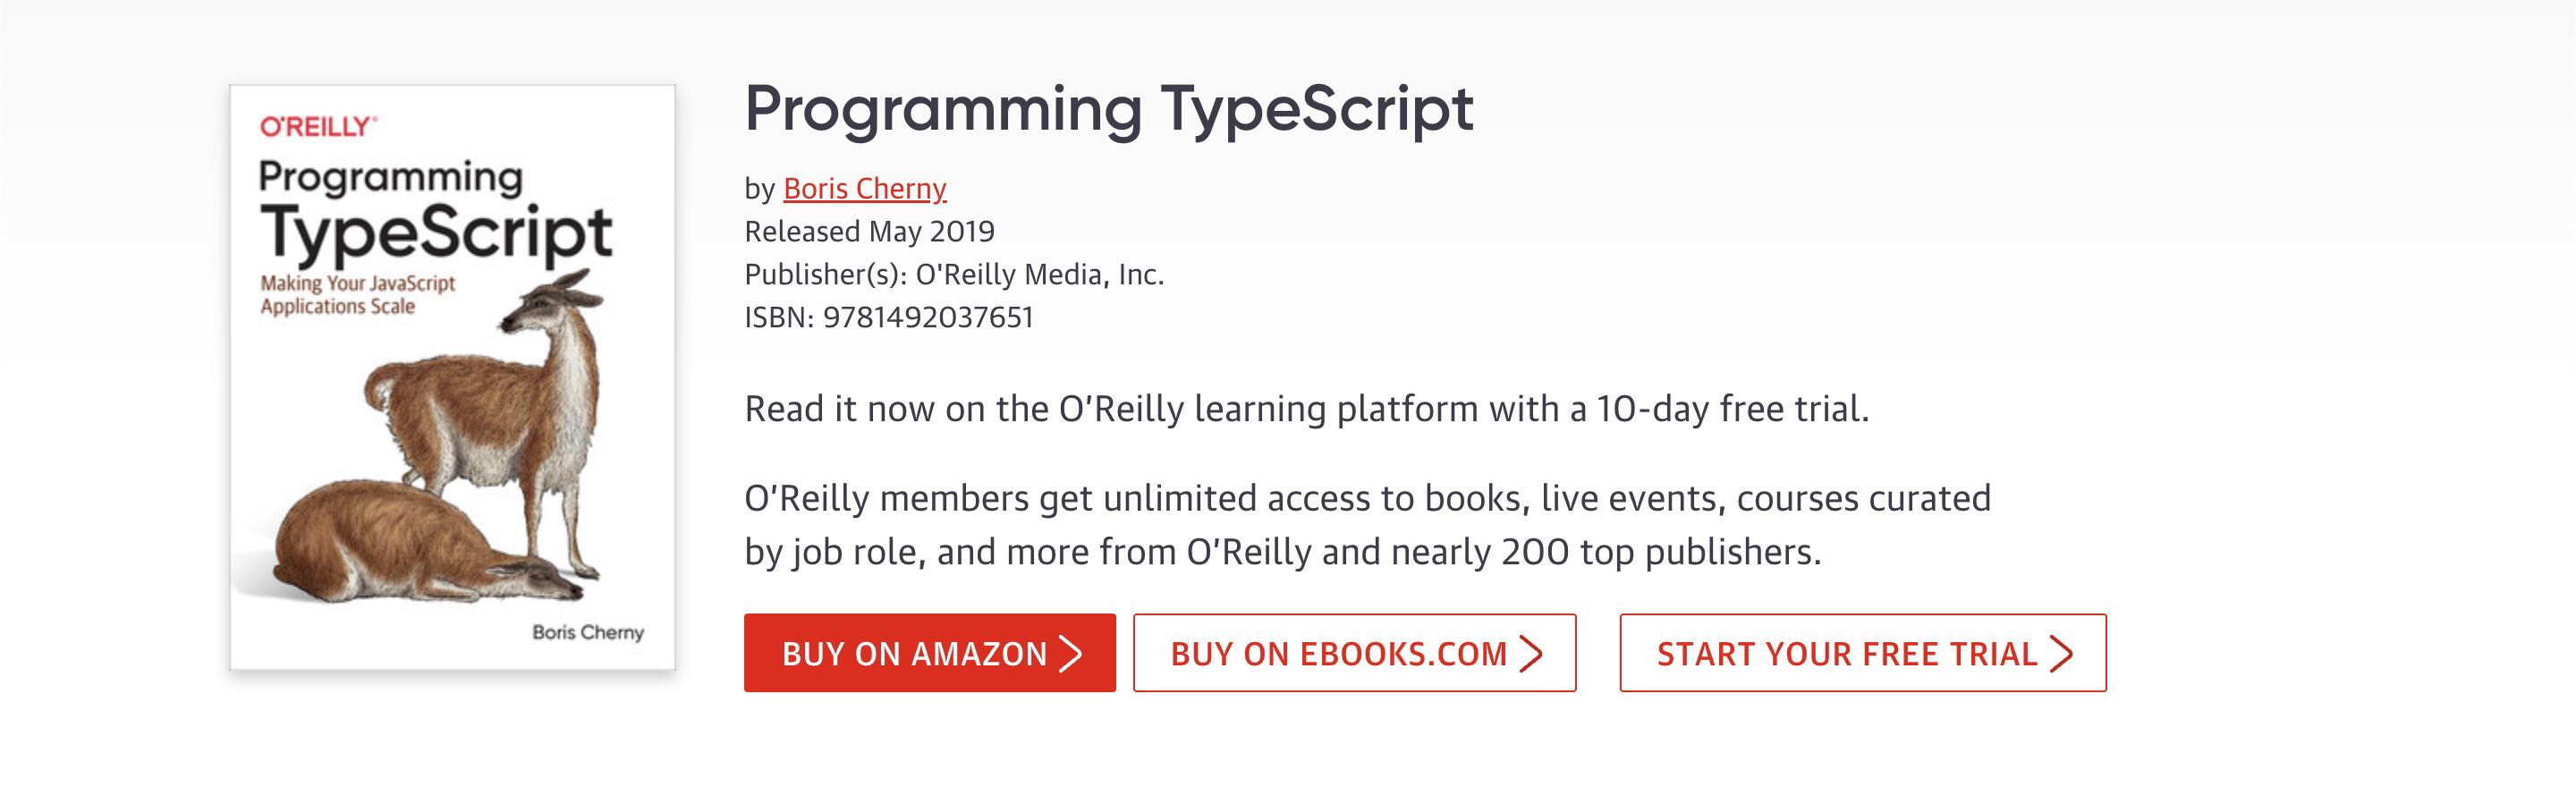 O'REILLY®
Programming
TypeScript
Making Your JavaScript
Applications Scale
Boris Cherny
Programming TypeScript
by Boris Cherny
Released May 2019
Publisher(s): O'Reilly Media, Inc.
ISBN: 9781492037651
Read it now on the O’Reilly learning platform with a 10-day free trial.
O’Reilly members get unlimited access to books, live events, courses curated
by job role, and more from O’Reilly and nearly 200 top publishers.
BUY ON AMAZON
BUY ON EBOOKS.COM
START YOUR FREE TRIAL